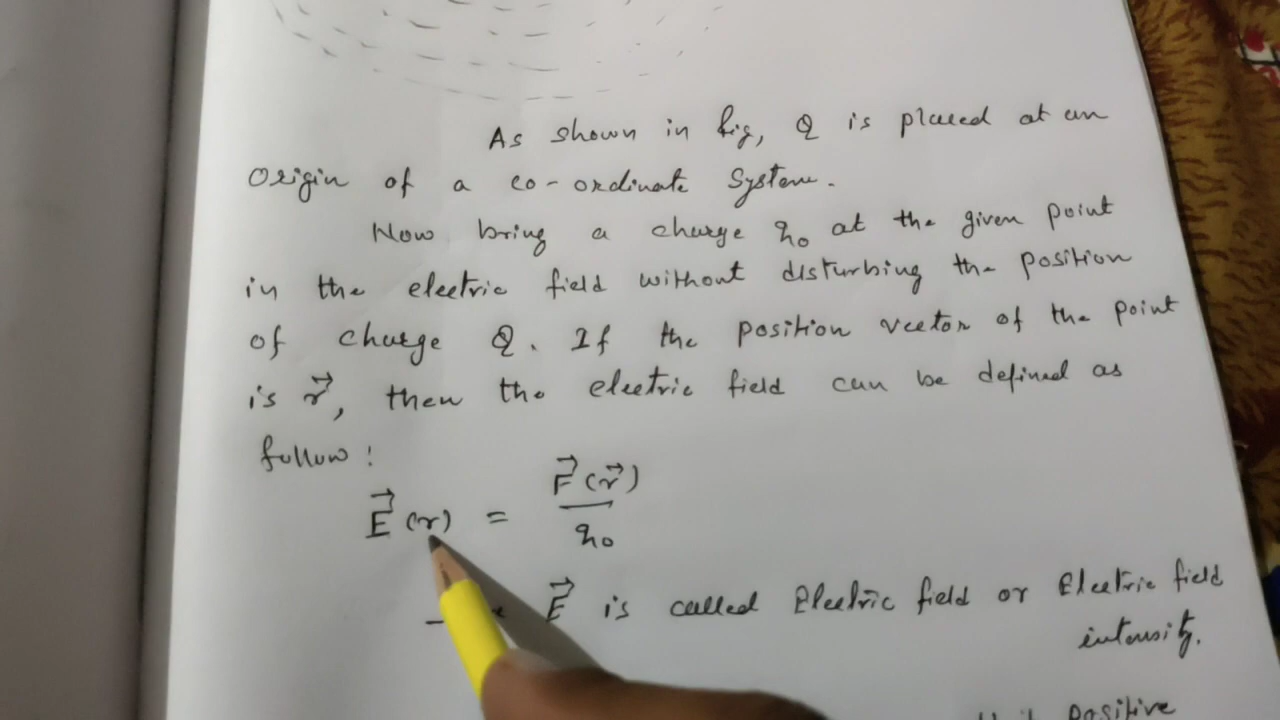 As shown in fig, Q is placed at an
origin of a co-ordinate system.
Now bring a charge q₀ at the given point
in the electric field without disturbing the position
of charge Q. If the position vector of the point
is r⃗, then the electric field can be defined as
follow:
E⃗(r) = F⃗(r⃗) / q₀
E⃗ is called Electric field or Electric field
intensity.
Positive